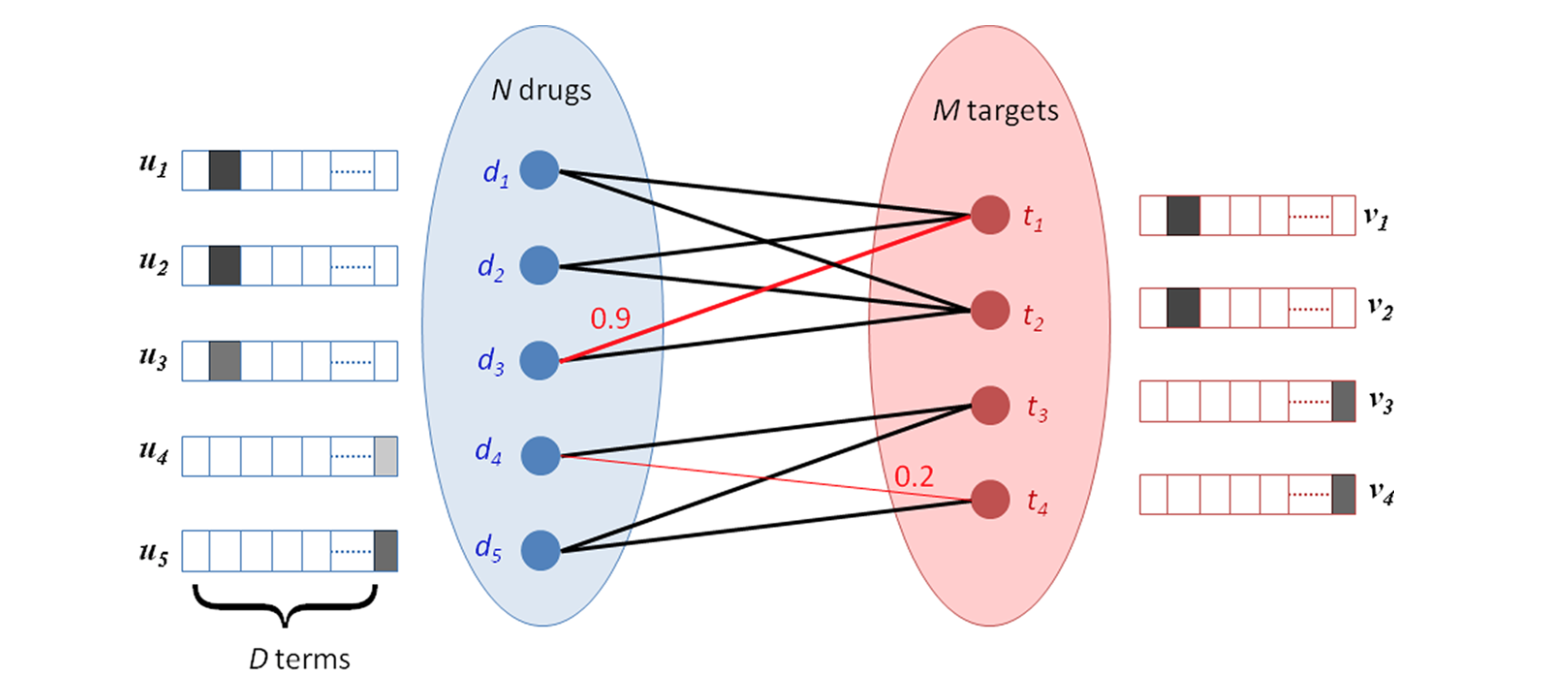 N drugs
M targets
u1
d1
t1
v1
u2
d2
t2
v2
0.9
u3
d3
t3
v3
u4
d4
0.2
t4
v4
u5
d5
D terms